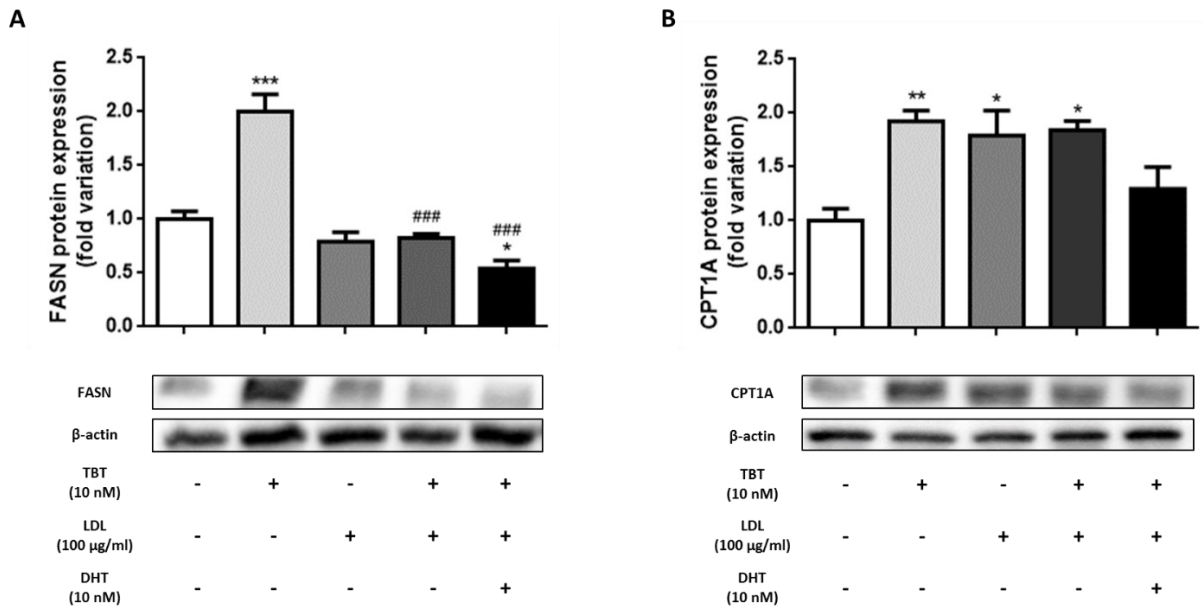 A
FASN protein expression
(fold variation)
2.5
2.0
1.5
1.0
0.5
0.0
***
###
###
*
FASN
β-actin
TBT
(10 nM)
- + - + +
LDL
(100 µg/ml)
- - + + +
DHT
(10 nM)
- - - - +
B
CPT1A protein expression
(fold variation)
2.5
2.0
1.5
1.0
0.5
0.0
**
*
*
CPT1A
β-actin
TBT
(10 nM)
- + - + +
LDL
(100 µg/ml)
- - + + +
DHT
(10 nM)
- - - - +